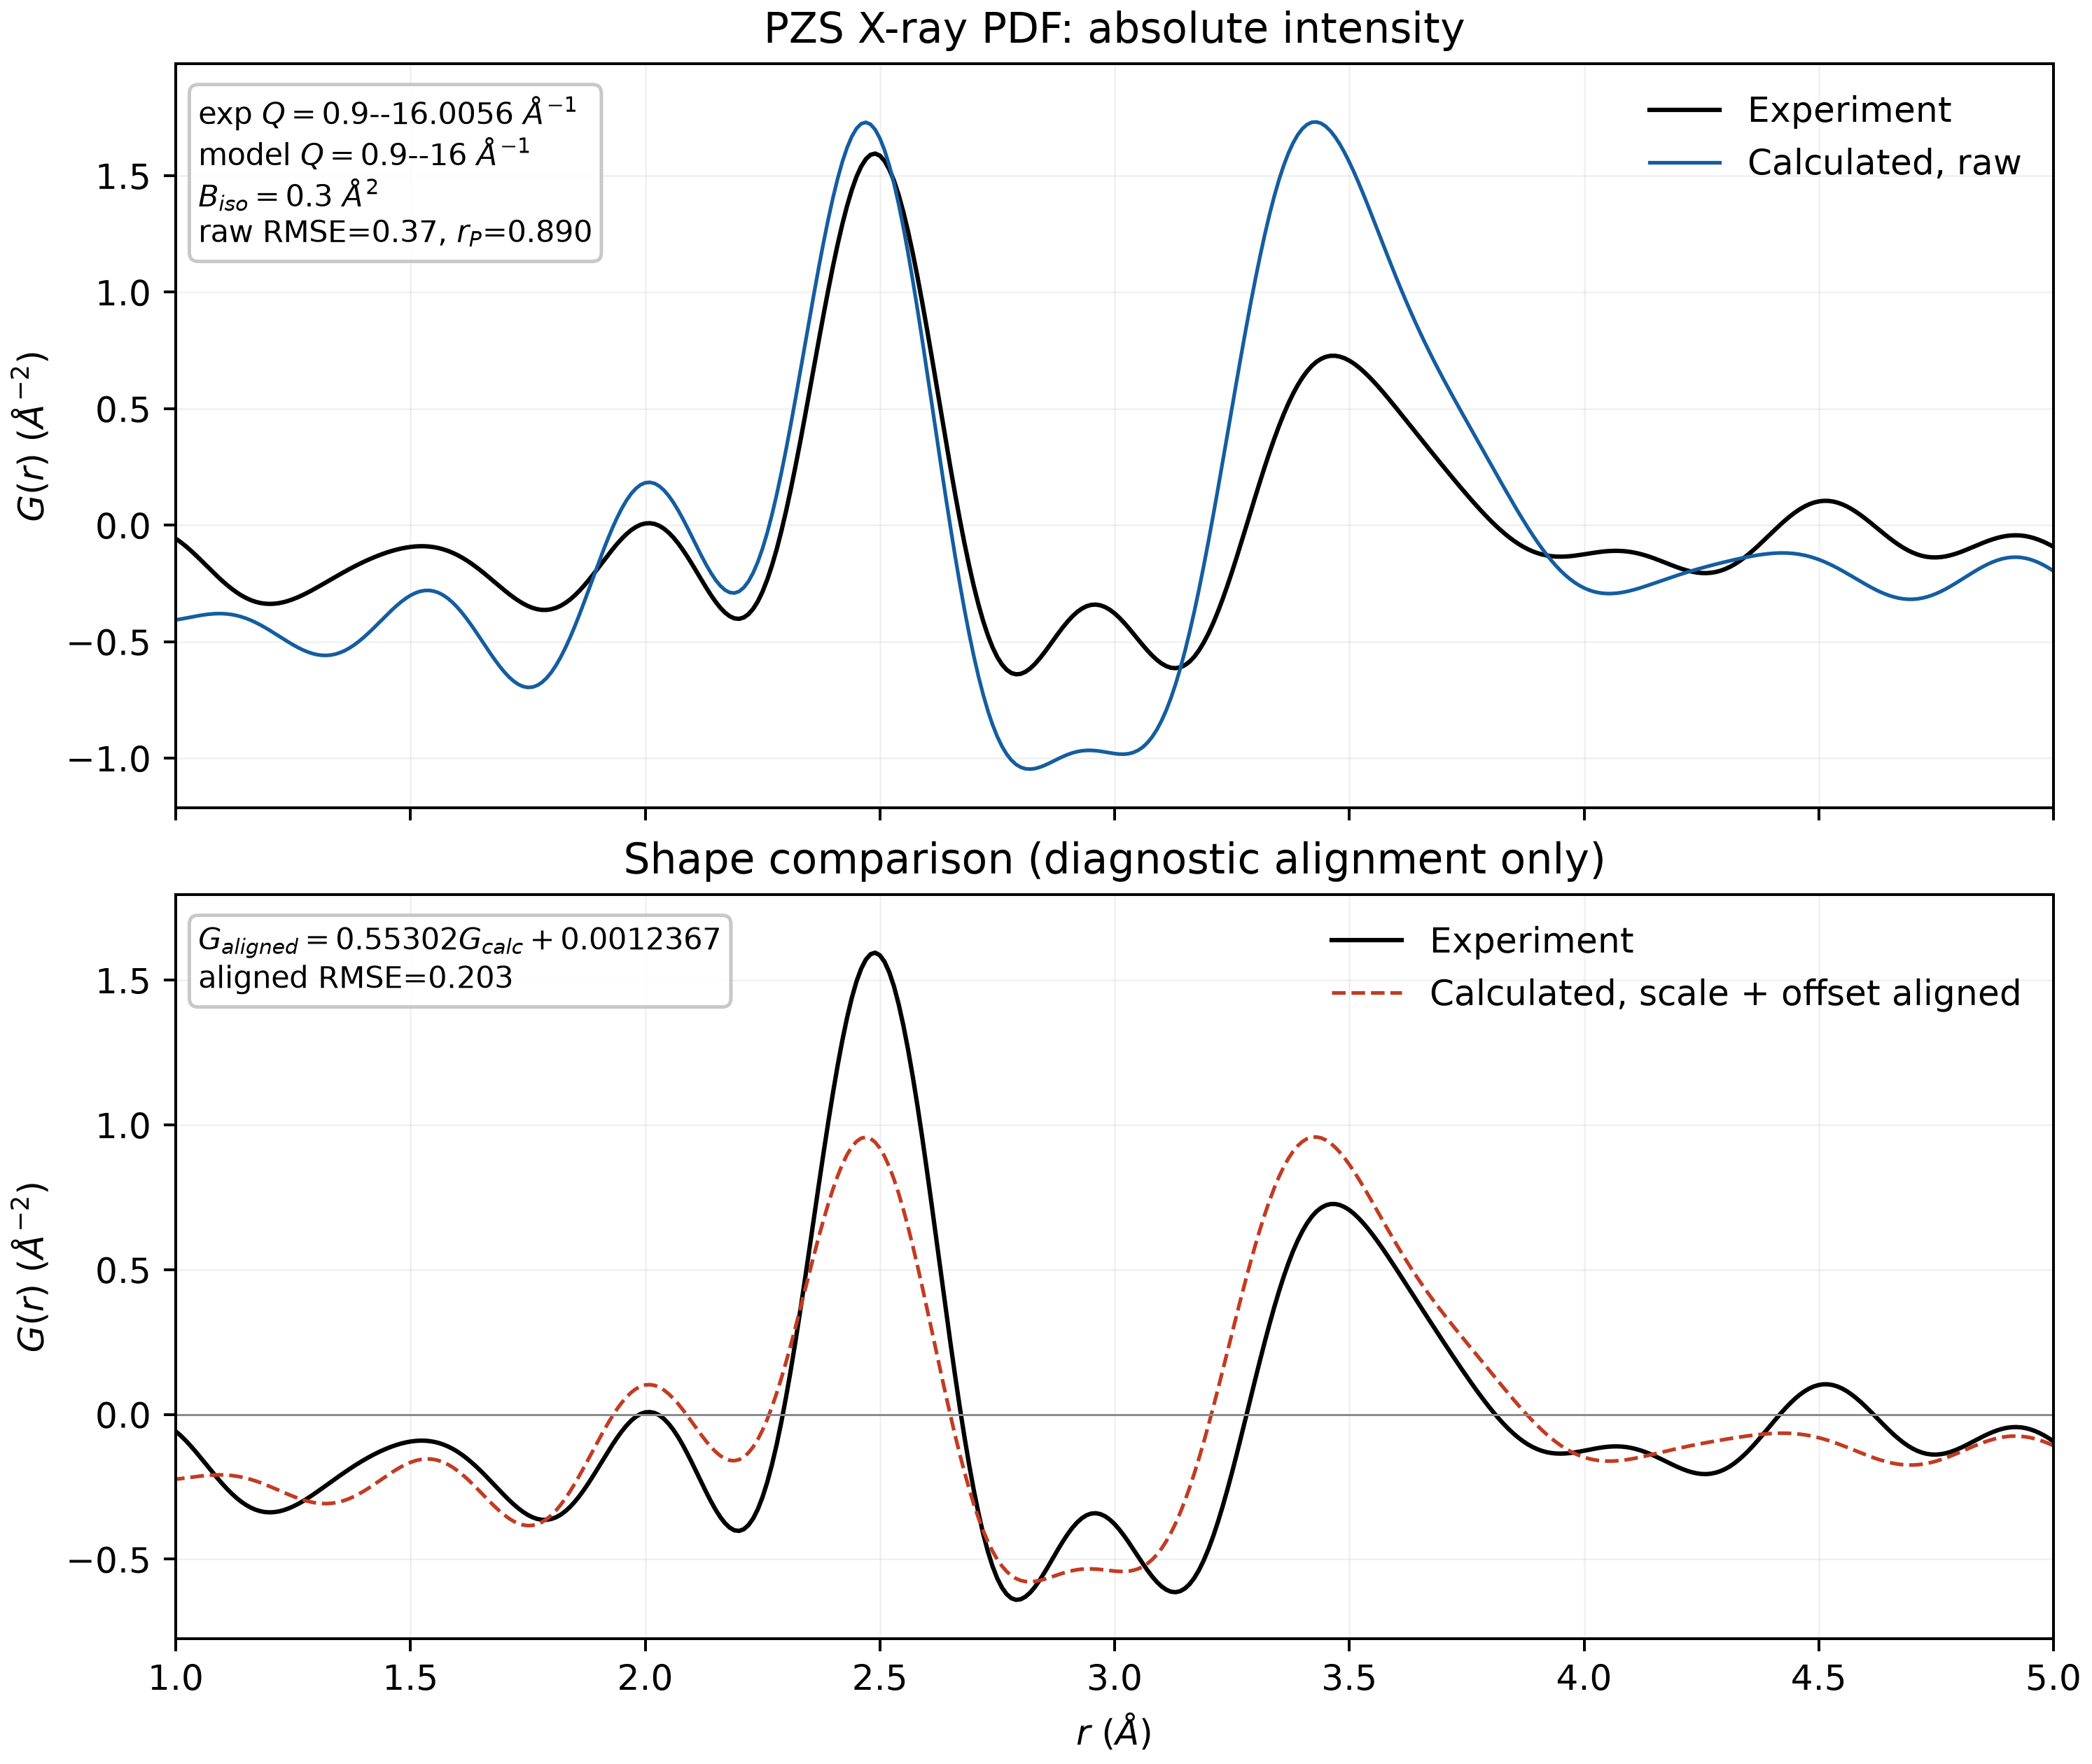 PZS X-ray PDF: absolute intensity
exp Q = 0.9--16.0056 Å⁻¹
model Q = 0.9--16 Å⁻¹
B_iso = 0.3 Å²
raw RMSE=0.37, r_P=0.890
Experiment
Calculated, raw
G(r) (Å⁻²)
1.5
1.0
0.5
0.0
−0.5
−1.0
Shape comparison (diagnostic alignment only)
G_aligned = 0.55302G_calc + 0.0012367
aligned RMSE=0.203
Experiment
Calculated, scale + offset aligned
G(r) (Å⁻²)
1.5
1.0
0.5
0.0
−0.5
1.0 1.5 2.0 2.5 3.0 3.5 4.0 4.5 5.0
r (Å)